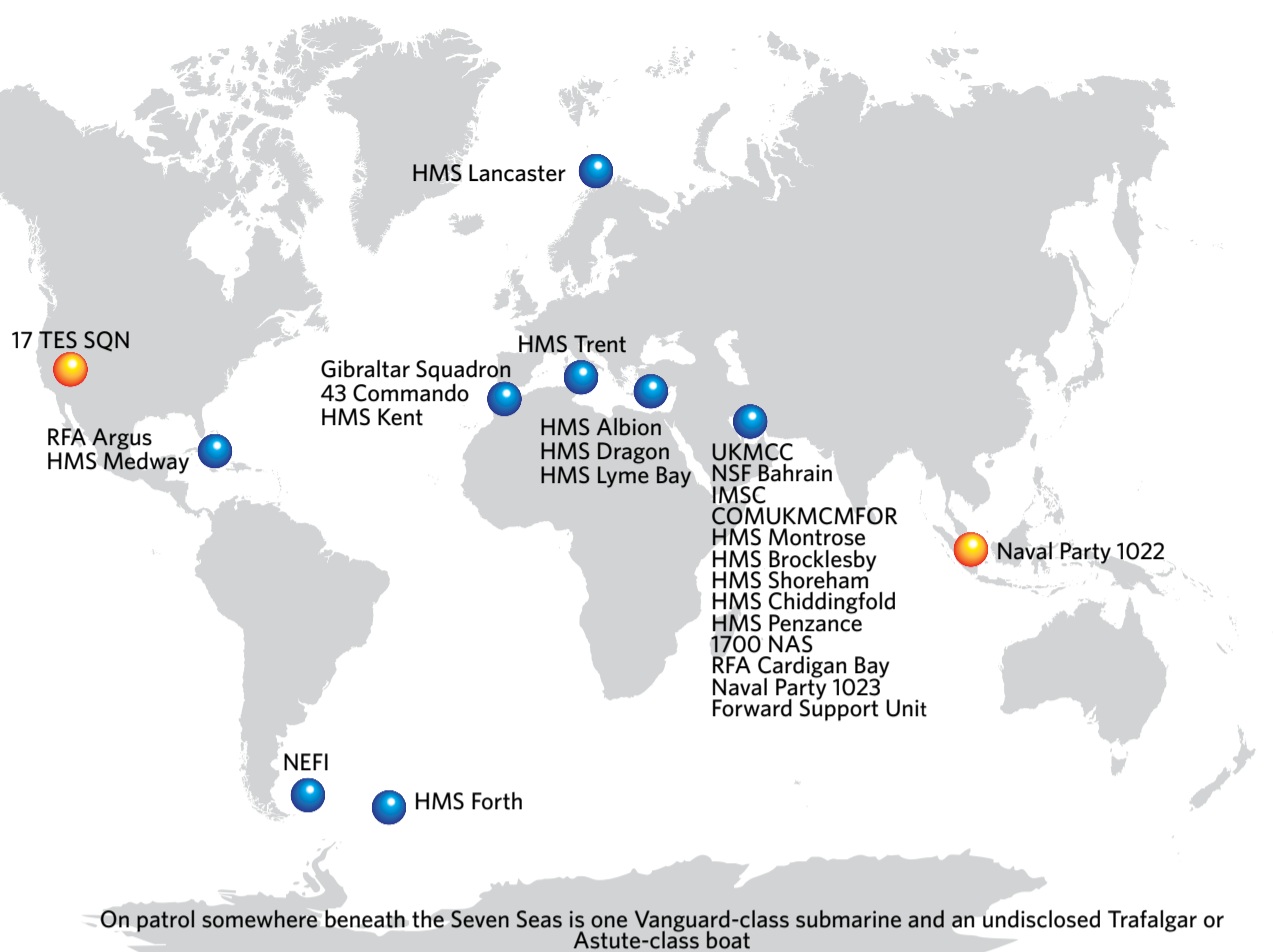 HMS Lancaster
17 TES SQN
HMS Trent
Gibraltar Squadron
43 Commando
HMS Kent
RFA Argus
HMS Medway
HMS Albion
HMS Dragon
HMS Lyme Bay
UKMCC
NSF Bahrain
IMSC
COMUKMCMFOR
HMS Montrose
HMS Brocklesby
HMS Shoreham
HMS Chiddingfold
HMS Penzance
1700 NAS
RFA Cardigan Bay
Naval Party 1023
Forward Support Unit
Naval Party 1022
NEFI
HMS Forth
On patrol somewhere beneath the Seven Seas is one Vanguard-class submarine and an undisclosed Trafalgar or
Astute-class boat